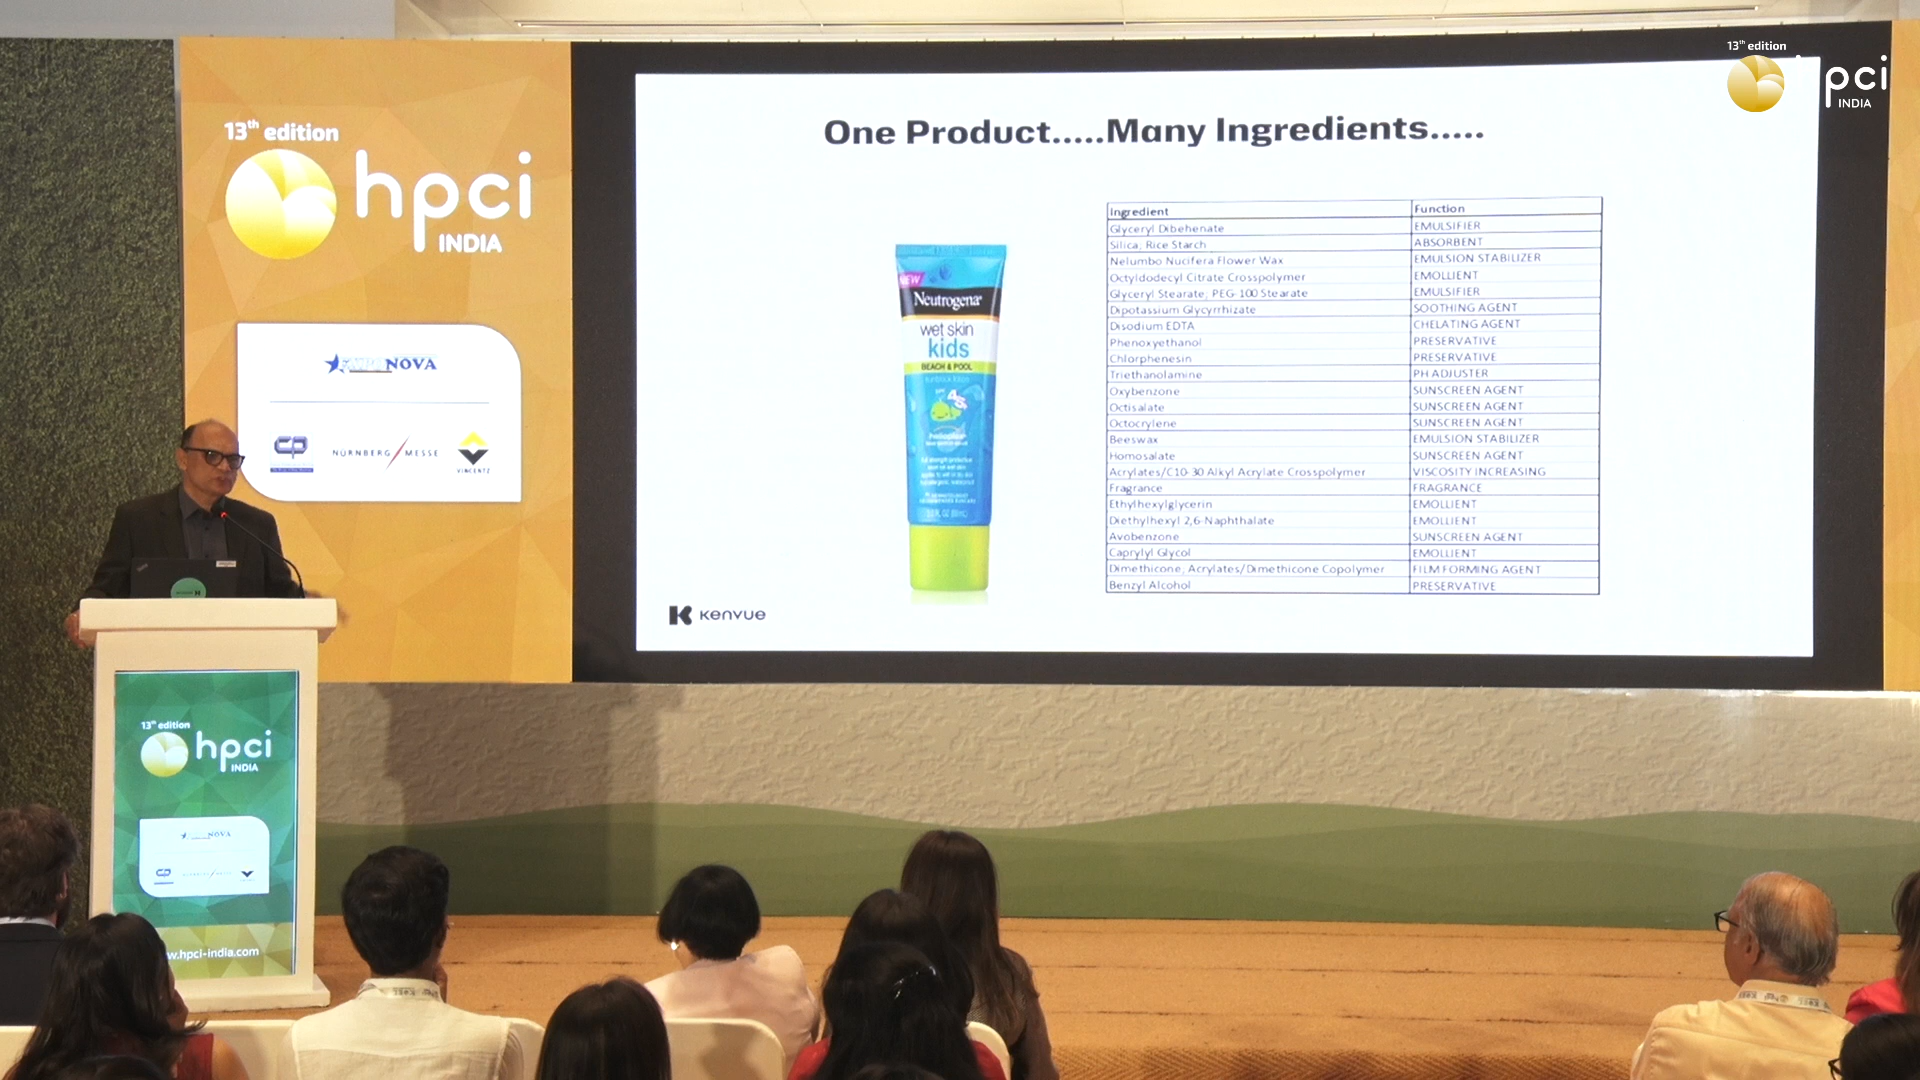 13th edition
hpci
INDIA
NOVA
CP
NÜRNBERG MESSE
VINCENTZ
One Product.....Many Ingredients.....
NEW
Neutrogena
wet skin
kids
BEACH & POOL
45
KENVUE
Ingredient Function
Glyceryl Dibehenate EMULSIFIER
Silica, Rice Starch ABSORBENT
Nelumbo Nucifera Flower Wax EMULSION STABILIZER
Octyldodecyl Citrate Crosspolymer EMOLLIENT
Glyceryl Stearate; PEG-100 Stearate EMULSIFIER
Dipotassium Glycyrrhizate SOOTHING AGENT
Disodium EDTA CHELATING AGENT
Phenoxyethanol PRESERVATIVE
Chlorphenesin PRESERVATIVE
Triethanolamine PH ADJUSTER
Oxybenzone SUNSCREEN AGENT
Octisalate SUNSCREEN AGENT
Octocrylene SUNSCREEN AGENT
Beeswax EMULSION STABILIZER
Homosalate SUNSCREEN AGENT
Acrylates/C10-30 Alkyl Acrylate Crosspolymer VISCOSITY INCREASING
Fragrance FRAGRANCE
Ethylhexylglycerin EMOLLIENT
Diethylhexyl 2,6-Naphthalate EMOLLIENT
Avobenzone SUNSCREEN AGENT
Caprylyl Glycol EMOLLIENT
Dimethicone; Acrylates/Dimethicone Copolymer FILM FORMING AGENT
Benzyl Alcohol PRESERVATIVE
13th edition
hpci
INDIA
13th edition
hpci
INDIA
NOVA
CP
w.hpci-india.com